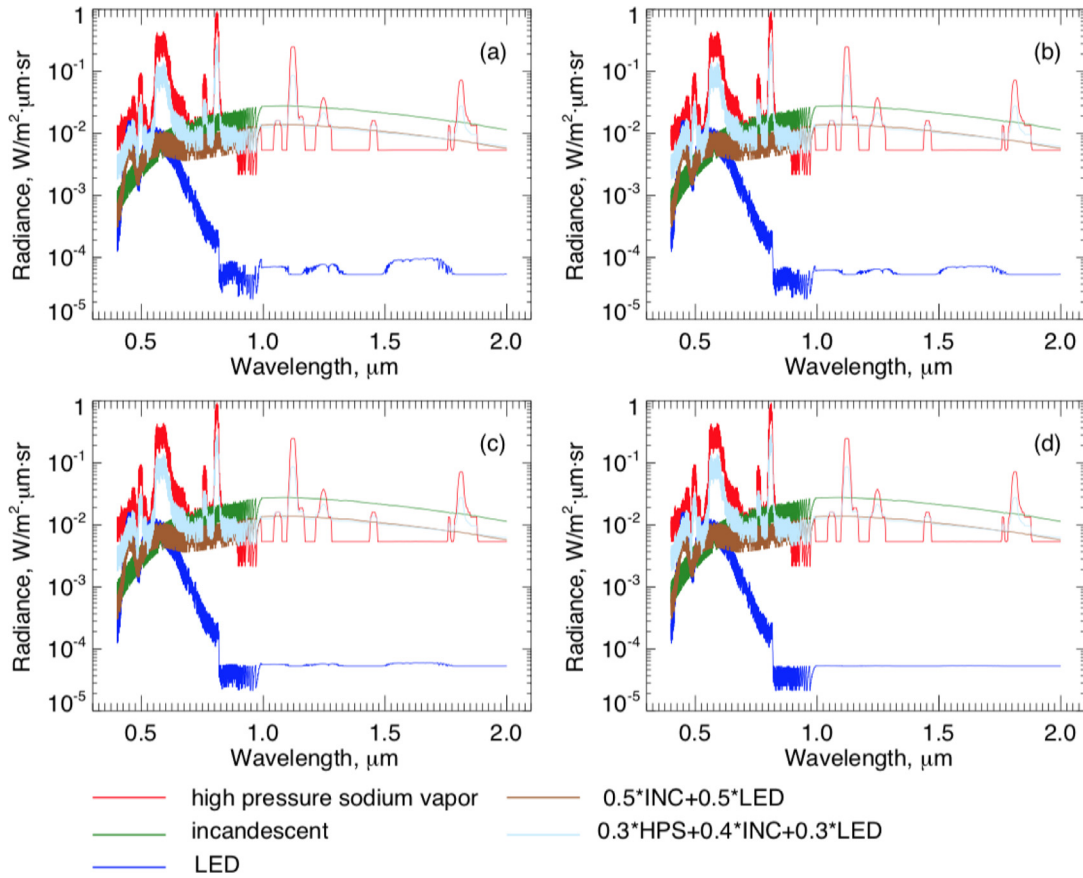 1
10⁻¹
10⁻²
10⁻³
10⁻⁴
10⁻⁵
Radiance, W/m²·μm·sr
(a)
0.5
1.0
1.5
2.0
Wavelength, μm
1
10⁻¹
10⁻²
10⁻³
10⁻⁴
10⁻⁵
Radiance, W/m²·μm·sr
(b)
0.5
1.0
1.5
2.0
Wavelength, μm
1
10⁻¹
10⁻²
10⁻³
10⁻⁴
10⁻⁵
Radiance, W/m²·μm·sr
(c)
0.5
1.0
1.5
2.0
Wavelength, μm
1
10⁻¹
10⁻²
10⁻³
10⁻⁴
10⁻⁵
Radiance, W/m²·μm·sr
(d)
0.5
1.0
1.5
2.0
Wavelength, μm
high pressure sodium vapor
incandescent
LED
0.5*INC+0.5*LED
0.3*HPS+0.4*INC+0.3*LED